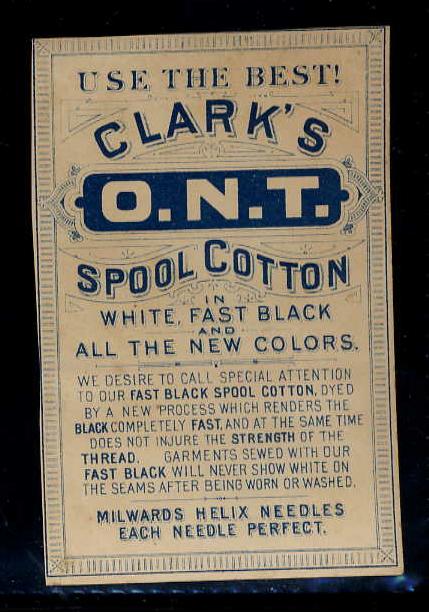 USE THE BEST!
CLARK'S
O.N.T.
SPOOL COTTON
IN
WHITE, FAST BLACK
AND
ALL THE NEW COLORS.
WE DESIRE TO CALL SPECIAL ATTENTION
TO OUR FAST BLACK SPOOL COTTON, DYED
BY A NEW PROCESS WHICH RENDERS THE
BLACK COMPLETELY FAST, AND AT THE SAME TIME
DOES NOT INJURE THE STRENGTH OF THE
THREAD. GARMENTS SEWED WITH OUR
FAST BLACK WILL NEVER SHOW WHITE ON
THE SEAMS AFTER BEING WORN OR WASHED.
MILWARDS HELIX NEEDLES
EACH NEEDLE PERFECT.